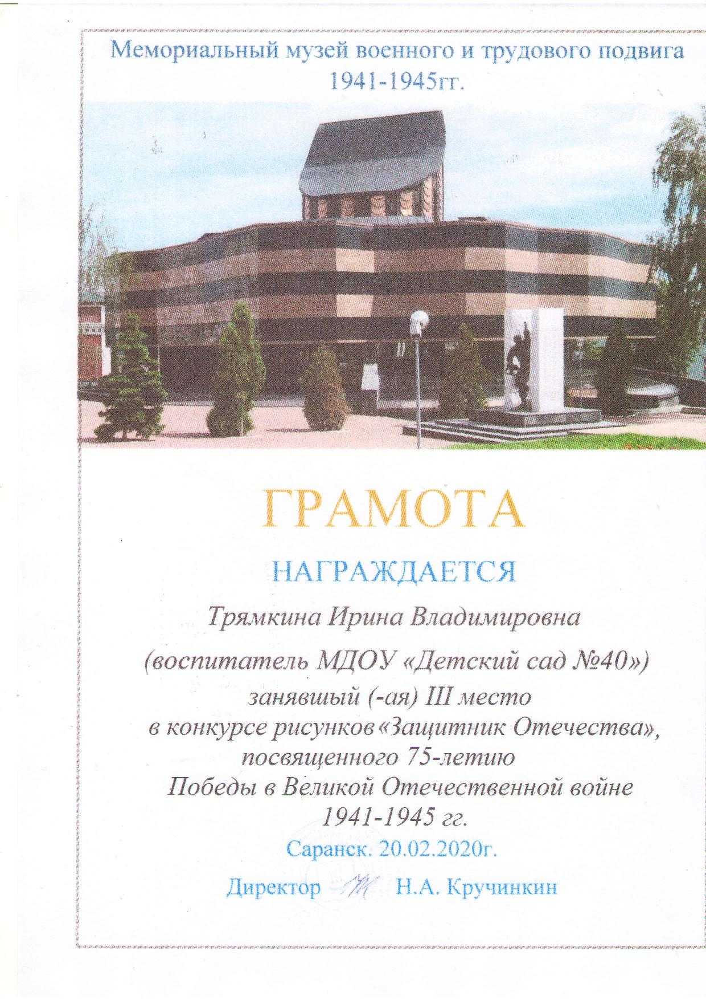 Мемориальный музей военного и трудового подвига
1941-1945гг.
ГРАМОТА
НАГРАЖДАЕТСЯ
Трямкина Ирина Владимировна
(воспитатель МДОУ «Детский сад №40»)
занявшый (-ая) III место
в конкурсе рисунков «Защитник Отечества»,
посвященного 75-летию
Победы в Великой Отечественной войне
1941-1945 гг.
Саранск. 20.02.2020г.
Директор Н.А. Кручинкин